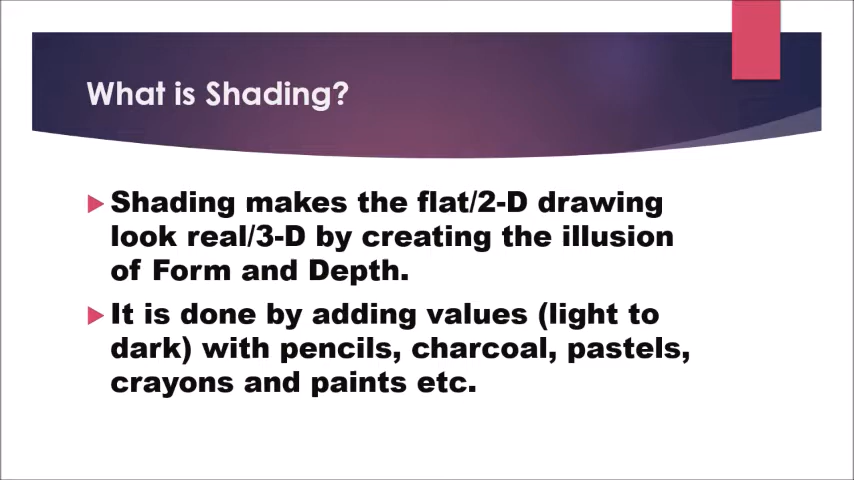 What is Shading?
Shading makes the flat/2-D drawing
look real/3-D by creating the illusion
of Form and Depth.
It is done by adding values (light to
dark) with pencils, charcoal, pastels,
crayons and paints etc.